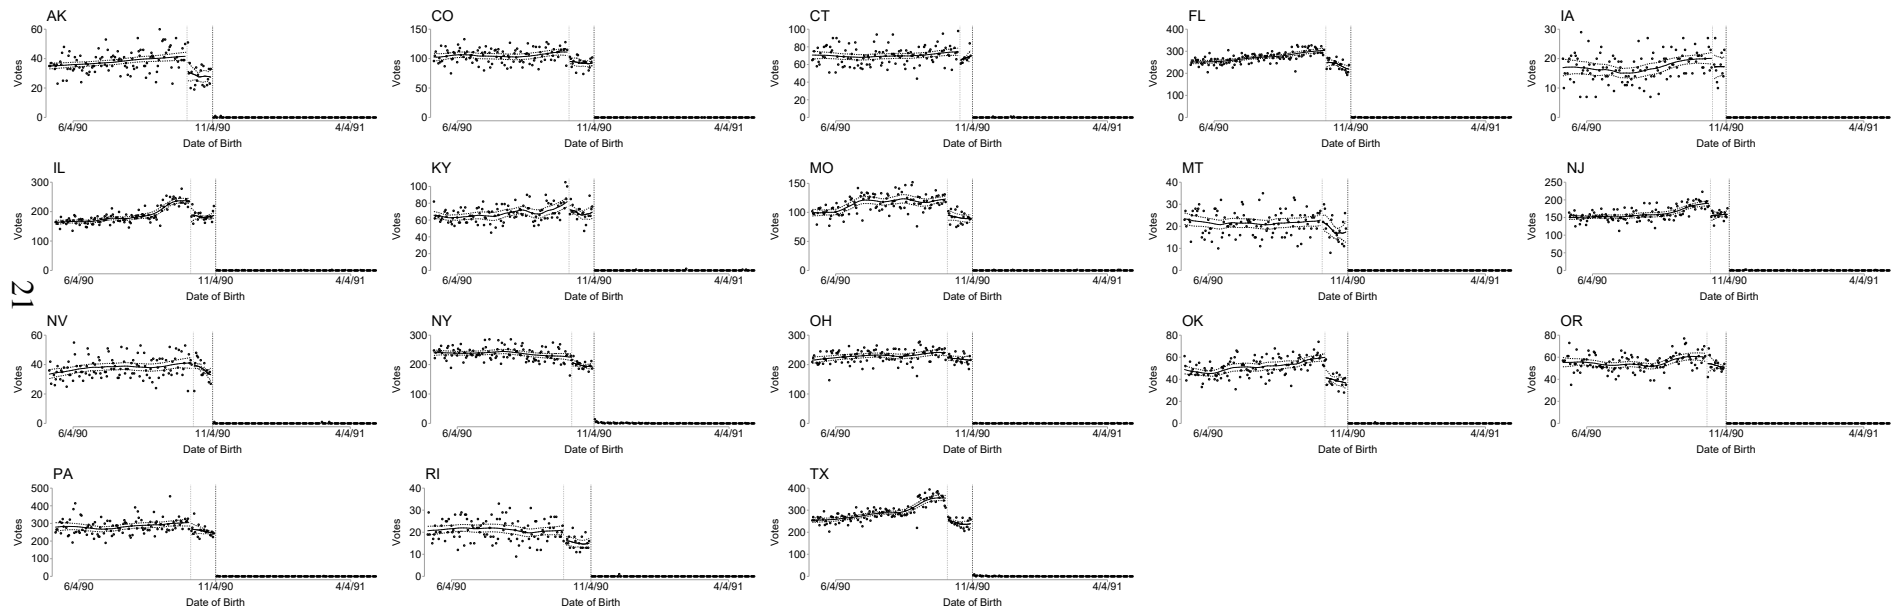 AK CO CT FL IA
60 150 100 400 30
80 300
40 100 20
60
200
40
20 50 10
20 100
0 0 0 0 0
Votes Votes Votes Votes Votes
6/4/90 11/4/90 4/4/91 6/4/90 11/4/90 4/4/91 6/4/90 11/4/90 4/4/91 6/4/90 11/4/90 4/4/91 6/4/90 11/4/90 4/4/91
Date of Birth Date of Birth Date of Birth Date of Birth Date of Birth
IL KY MO MT NJ
300 100 150 40 250
80 200
200 100 30
60 150
40 20
100 50 100
20 10 50
0 0 0 0 0
Votes Votes Votes Votes Votes
6/4/90 11/4/90 4/4/91 6/4/90 11/4/90 4/4/91 6/4/90 11/4/90 4/4/91 6/4/90 11/4/90 4/4/91 6/4/90 11/4/90 4/4/91
Date of Birth Date of Birth Date of Birth Date of Birth Date of Birth
21
NV NY OH OK OR
60 300 300 80 80
40 200 200 60 60
40 40
20 100 100
20 20
0 0 0 0 0
Votes Votes Votes Votes Votes
6/4/90 11/4/90 4/4/91 6/4/90 11/4/90 4/4/91 6/4/90 11/4/90 4/4/91 6/4/90 11/4/90 4/4/91 6/4/90 11/4/90 4/4/91
Date of Birth Date of Birth Date of Birth Date of Birth Date of Birth
PA RI TX
500 40 400
400 30 300
300
20 200
200
100 10 100
0 0 0
Votes Votes Votes
6/4/90 11/4/90 4/4/91 6/4/90 11/4/90 4/4/91 6/4/90 11/4/90 4/4/91
Date of Birth Date of Birth Date of Birth